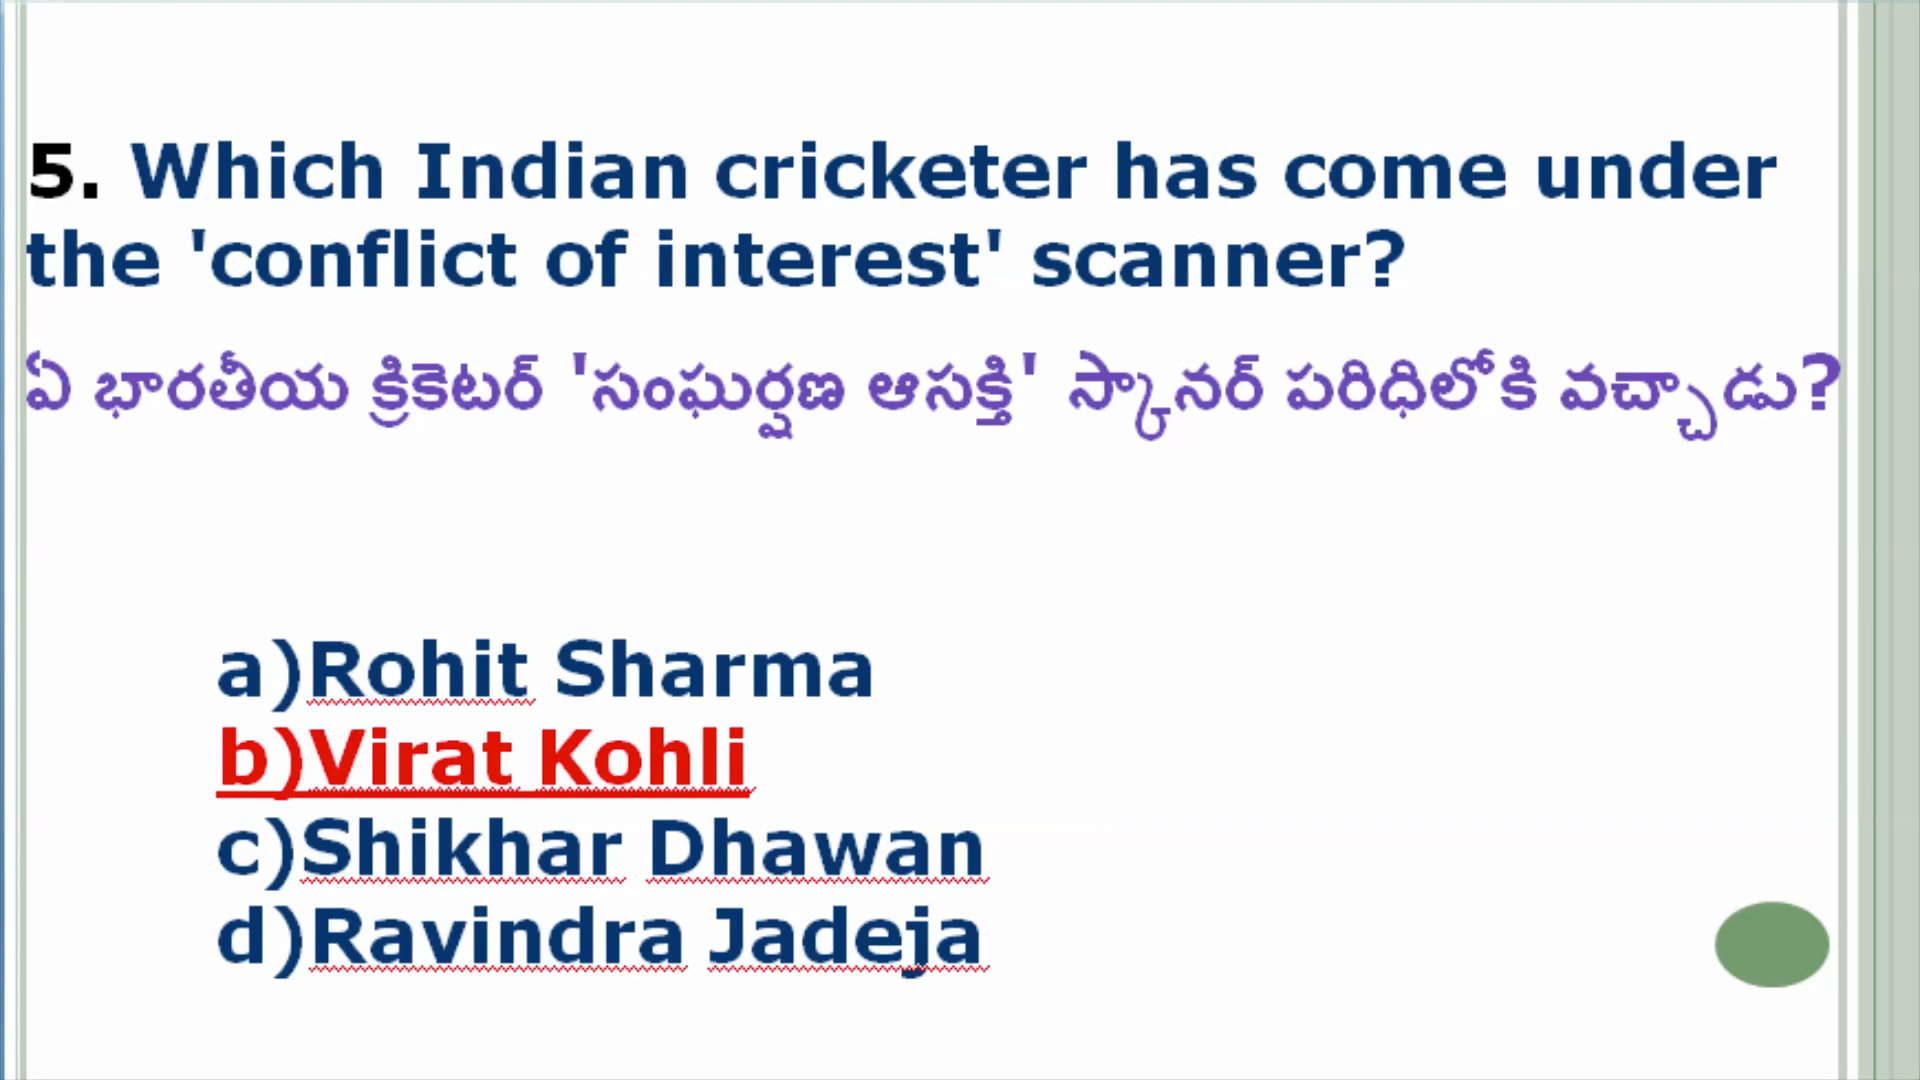 5. Which Indian cricketer has come under
the 'conflict of interest' scanner?
ఏ భారతీయ క్రికెటర్ 'సంఘర్షణ ఆసక్తి' స్కానర్ పరిధిలోకి వచ్చాడు?
a)Rohit Sharma
b)Virat Kohli
c)Shikhar Dhawan
d)Ravindra Jadeja